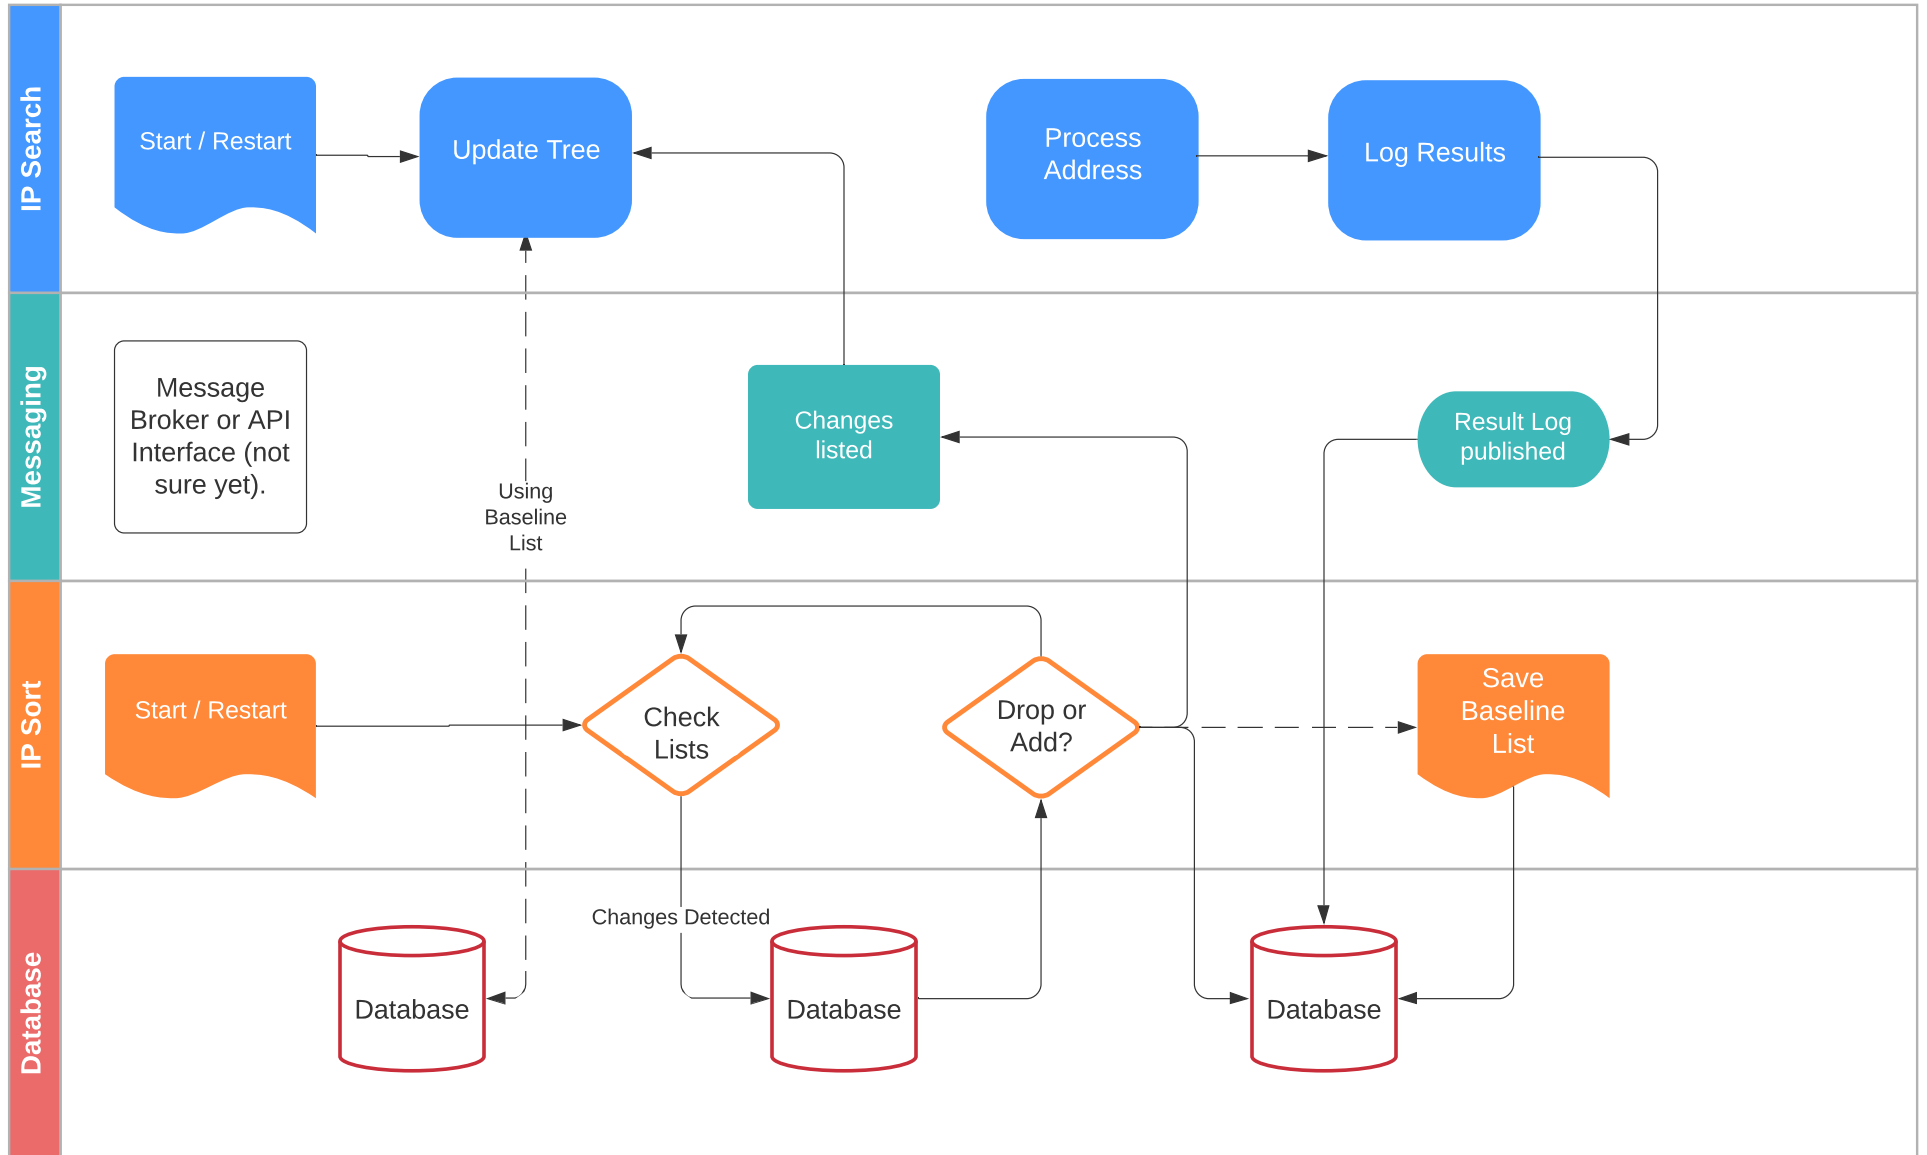 IP Search
Start / Restart
Update Tree
Process
Address
Log Results
Messaging
Message
Broker or API
Interface (not
sure yet).
Using
Baseline
List
Changes
listed
Result Log
published
IP Sort
Start / Restart
Check
Lists
Drop or
Add?
Save
Baseline
List
Database
Changes Detected
Database
Database
Database